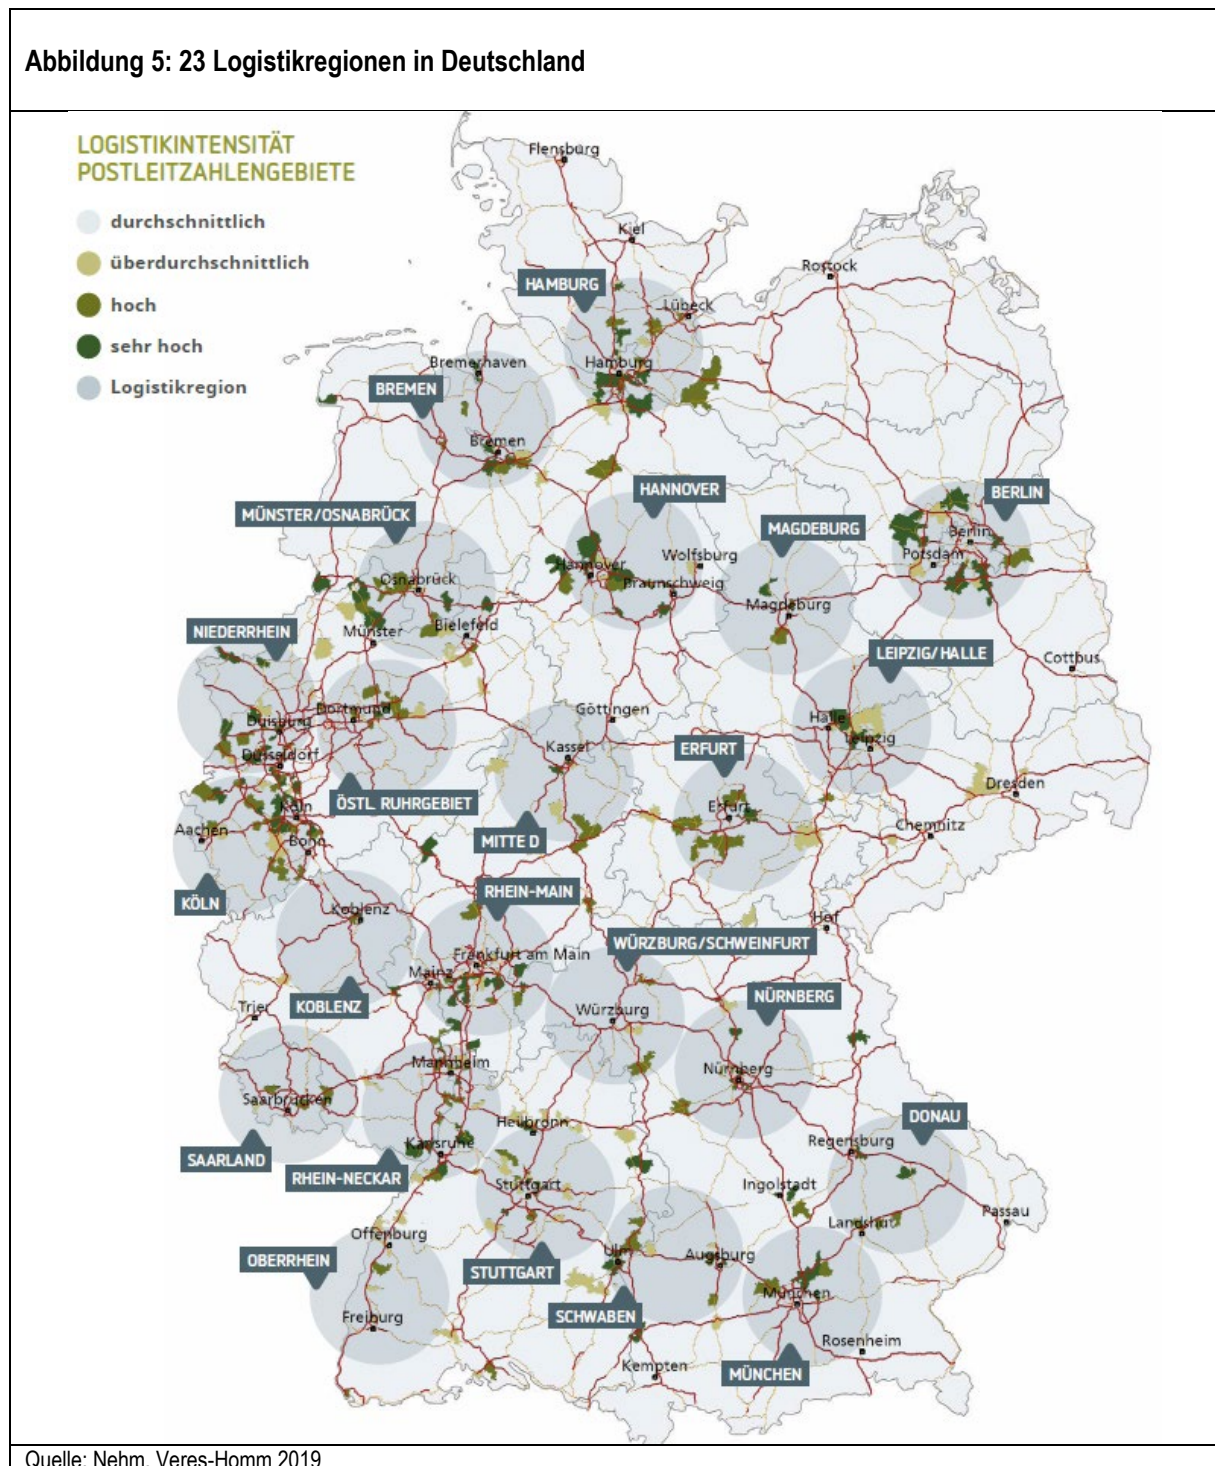 Abbildung 5: 23 Logistikregionen in Deutschland
LOGISTIKINTENSITÄT
POSTLEITZAHLENGEBIETE
durchschnittlich
überdurchschnittlich
hoch
sehr hoch
Logistikregion
Flensburg
Kiel
Rostock
HAMBURG
Lübeck
Bremerhaven
Hamburg
BREMEN
Bremen
HANNOVER
BERLIN
MÜNSTER/OSNABRÜCK
MAGDEBURG
Berlin
Wolfsburg
Potsdam
Hannover
Osnabrück
Braunschweig
Magdeburg
NIEDERRHEIN
Münster
Bielefeld
LEIPZIG/HALLE
Cottbus
Dortmund
Göttingen
Duisburg
Halle
Leipzig
Kassel
ERFURT
Düsseldorf
Dresden
ÖSTL. RUHRGEBIET
Köln
Erfurt
Aachen
Chemnitz
Bonn
MITTE D
RHEIN-MAIN
KÖLN
Koblenz
Hof
WÜRZBURG/SCHWEINFURT
Frankfurt am Main
Mainz
KOBLENZ
NÜRNBERG
Trier
Würzburg
Mannheim
Nürnberg
Saarbrücken
DONAU
Heilbronn
Karlsruhe
Regensburg
SAARLAND
RHEIN-NECKAR
Stuttgart
Ingolstadt
Passau
Landshut
Offenburg
OBERRHEIN
Ulm
Augsburg
STUTTGART
München
SCHWABEN
Freiburg
Rosenheim
Kempten
MÜNCHEN
Quelle: Nehm, Veres-Homm 2019